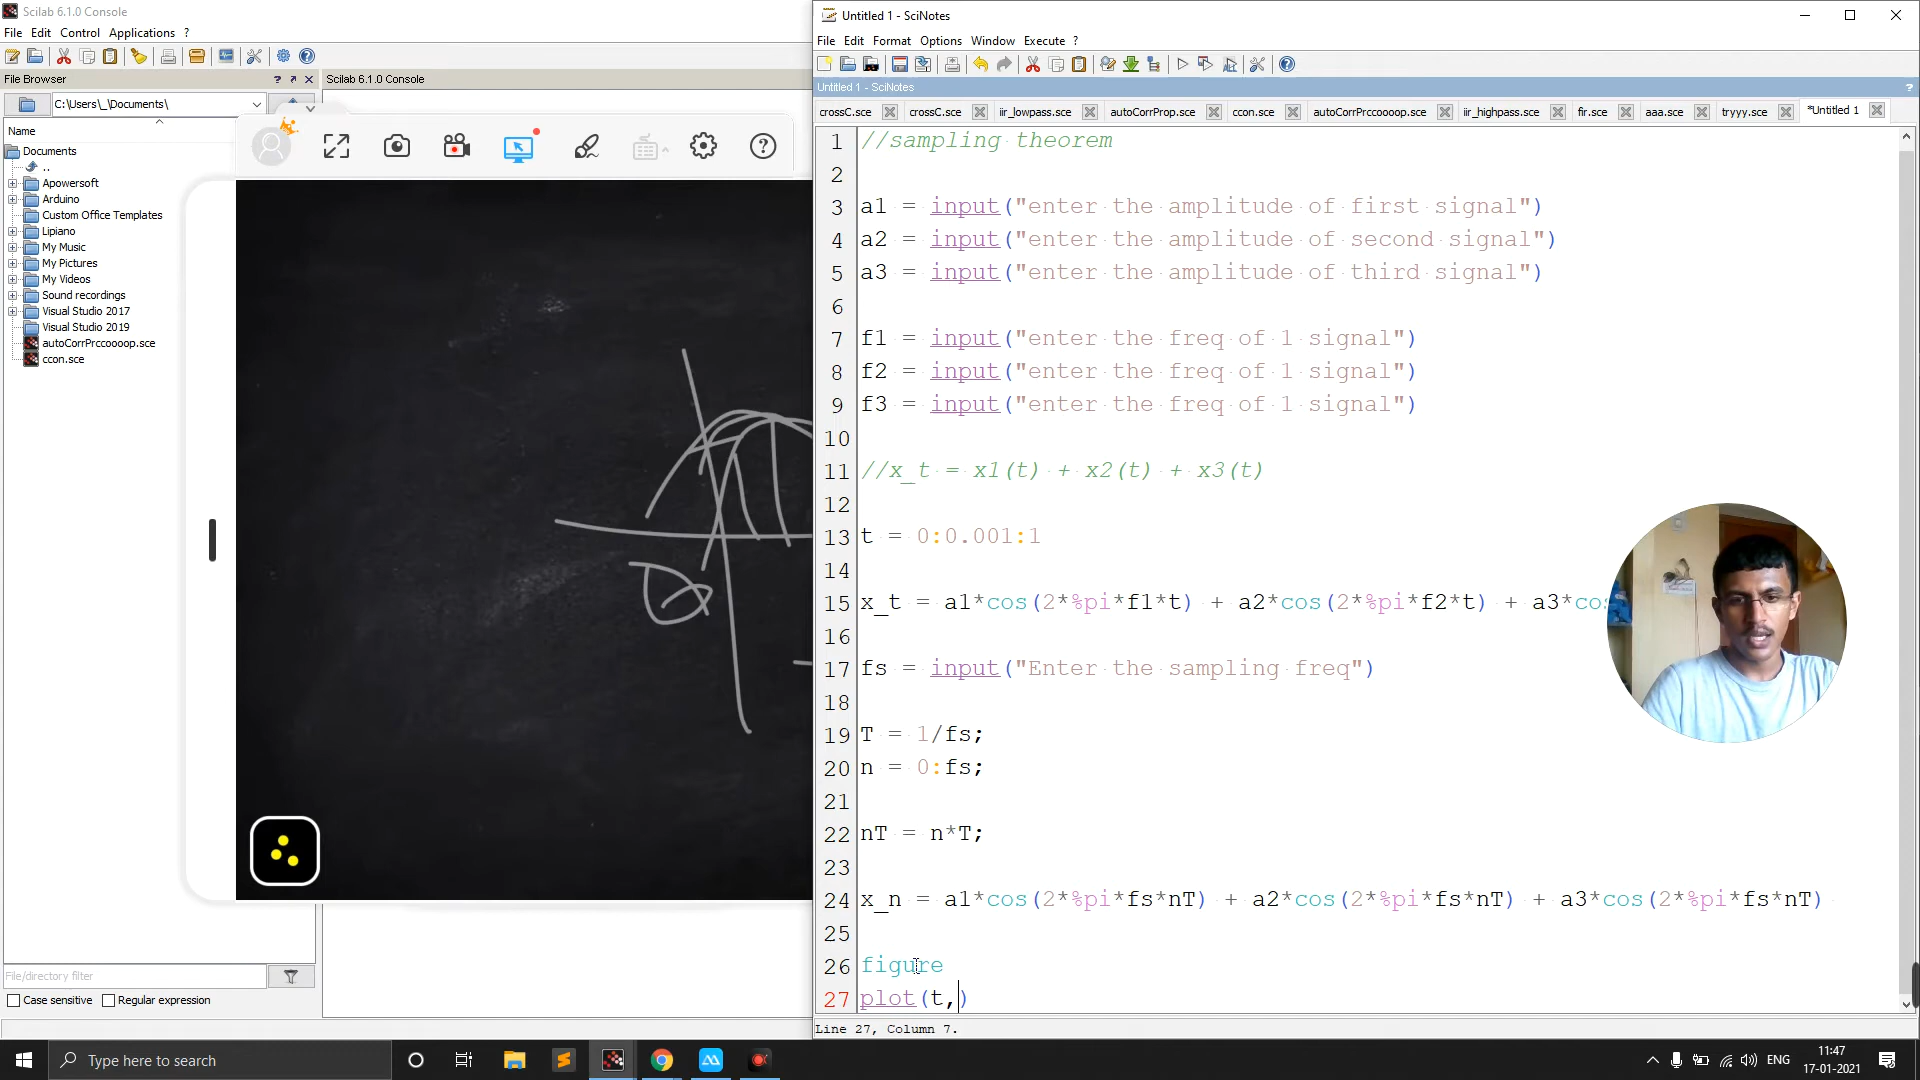 Scilab 6.1.0 Console
File Edit Control Applications ?
File Browser ? ↗ ✕
Scilab 6.1.0 Console
C:\Users\_\Documents\
Name
Documents
..
Apowersoft
Arduino
Custom Office Templates
Lipiano
My Music
My Pictures
My Videos
Sound recordings
Visual Studio 2017
Visual Studio 2019
autoCorrPrccoooop.sce
ccon.sce
File/directory filter
Case sensitive Regular expression
Untitled 1 - SciNotes
File Edit Format Options Window Execute ?
Untitled 1 - SciNotes ?
crossC.sce crossC.sce iir_lowpass.sce autoCorrProp.sce ccon.sce autoCorrPrccoooop.sce iir_highpass.sce fir.sce aaa.sce tryyy.sce *Untitled 1
1 //sampling theorem
2
3 a1 = input("enter the amplitude of first signal")
4 a2 = input("enter the amplitude of second signal")
5 a3 = input("enter the amplitude of third signal")
6
7 f1 = input("enter the freq of 1 signal")
8 f2 = input("enter the freq of 1 signal")
9 f3 = input("enter the freq of 1 signal")
10
11 //x_t = x1(t) + x2(t) + x3(t)
12
13 t = 0:0.001:1
14
15 x_t = a1*cos(2*%pi*f1*t) + a2*cos(2*%pi*f2*t) + a3*cos
16
17 fs = input("Enter the sampling freq")
18
19 T = 1/fs;
20 n = 0:fs;
21
22 nT = n*T;
23
24 x_n = a1*cos(2*%pi*fs*nT) + a2*cos(2*%pi*fs*nT) + a3*cos(2*%pi*fs*nT)
25
26 figure
27 plot(t,)
Line 27, Column 7.
Type here to search
ENG
11:47
17-01-2021